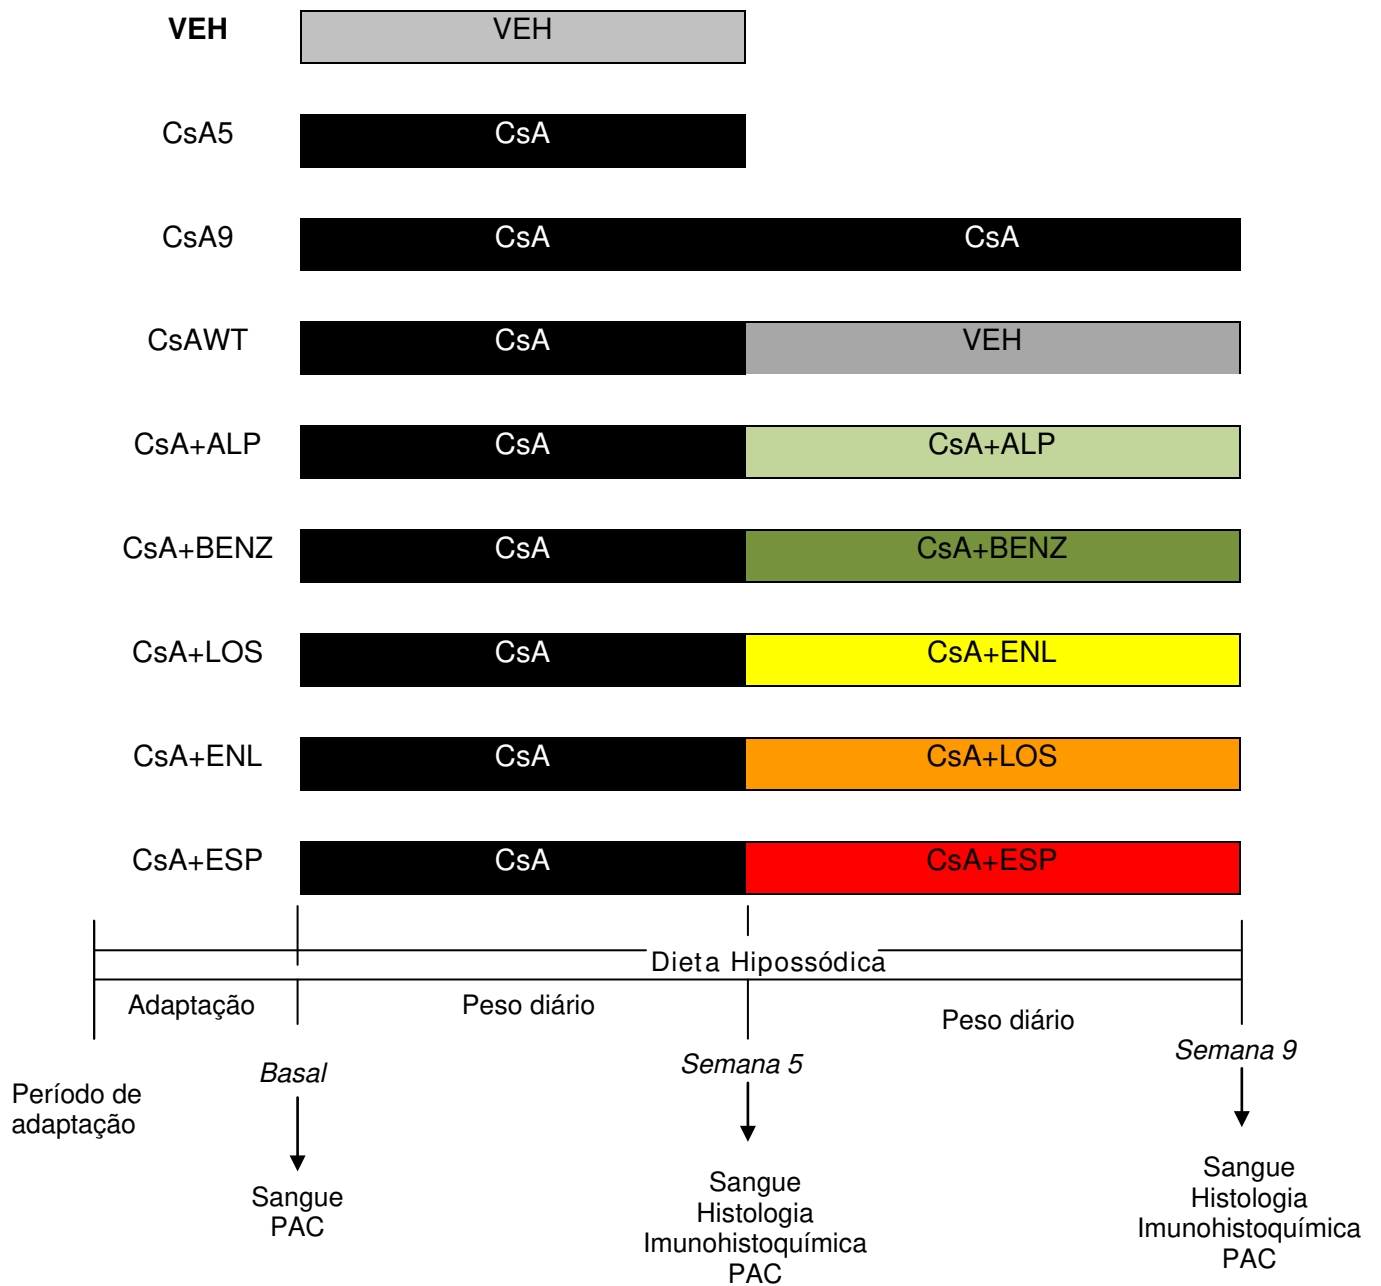 VEH VEH
CsA5 CsA
CsA9 CsA CsA
CsAWT CsA VEH
CsA+ALP CsA CsA+ALP
CsA+BENZ CsA CsA+BENZ
CsA+LOS CsA CsA+ENL
CsA+ENL CsA CsA+LOS
CsA+ESP CsA CsA+ESP
Dieta Hipossódica
Adaptação Peso diário Peso diário
Período de
adaptação
Basal
Sangue
PAC
Semana 5
Sangue
Histologia
Imunohistoquímica
PAC
Semana 9
Sangue
Histologia
Imunohistoquímica
PAC